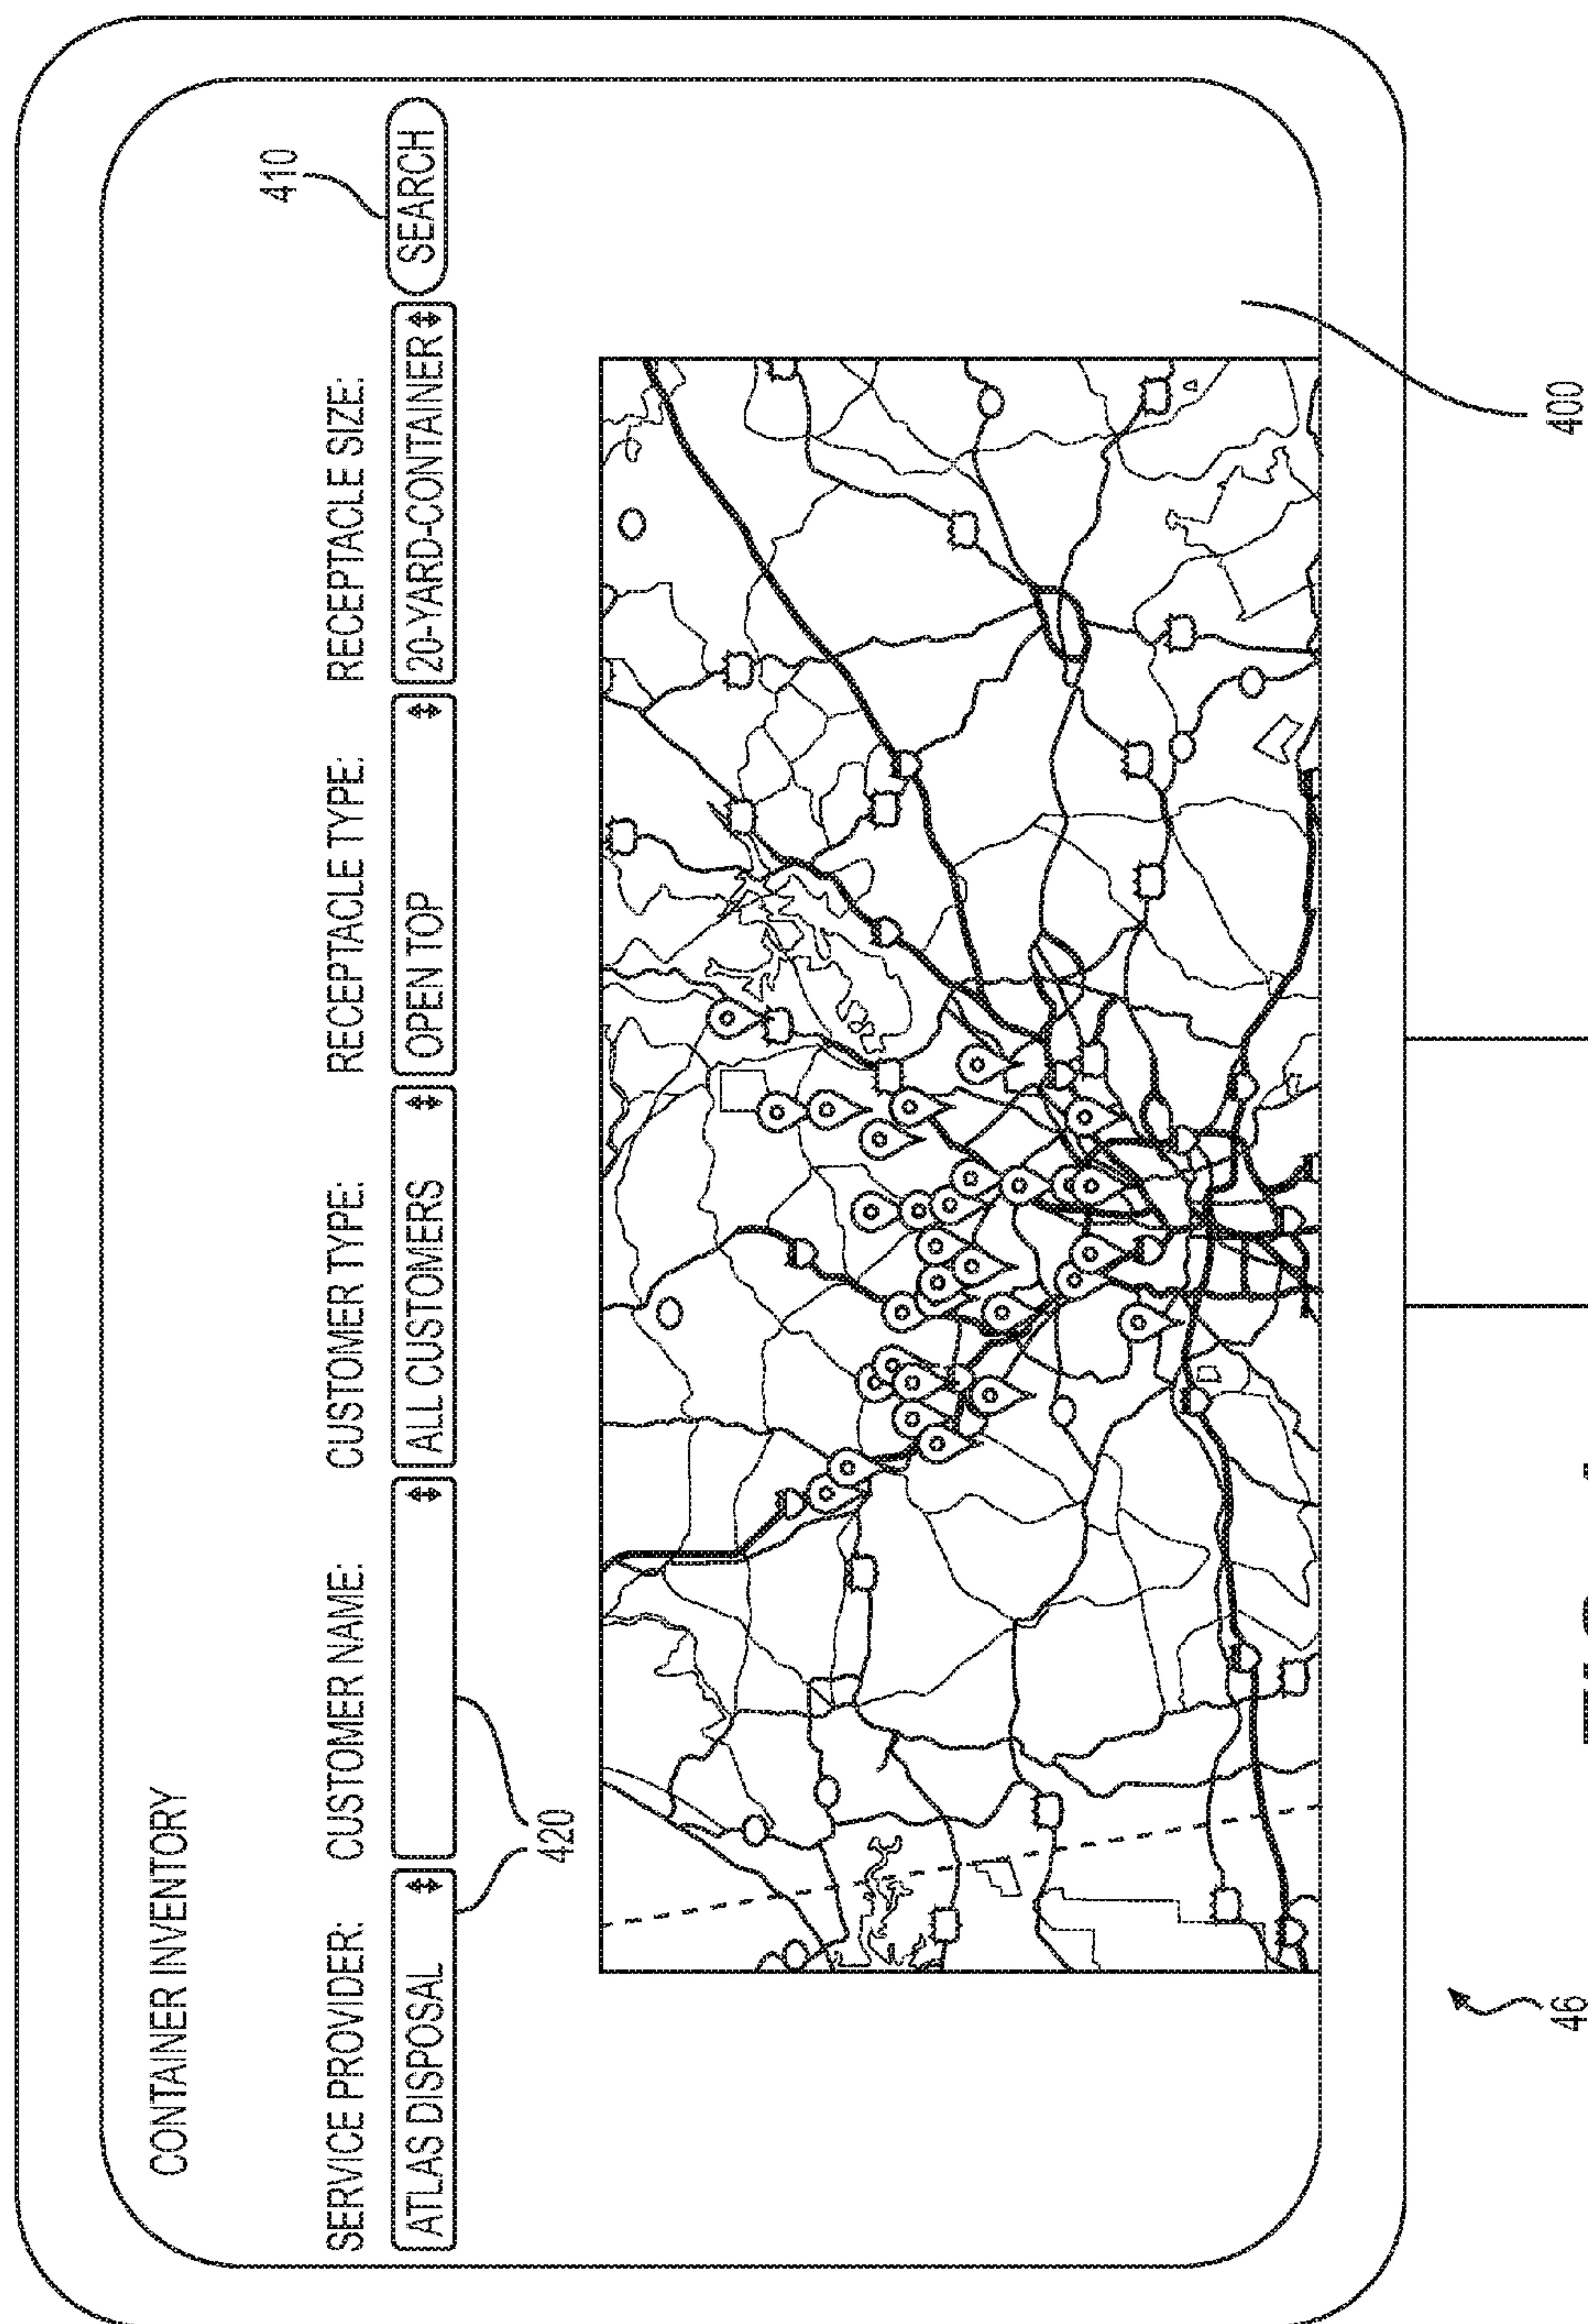 CONTAINER INVENTORY
410
SERVICE PROVIDER: CUSTOMER NAME: CUSTOMER TYPE: RECEPTACLE TYPE: RECEPTACLE SIZE:
ATLAS DISPOSAL ALL CUSTOMERS OPEN TOP 20-YARD-CONTAINER SEARCH
420
400
46